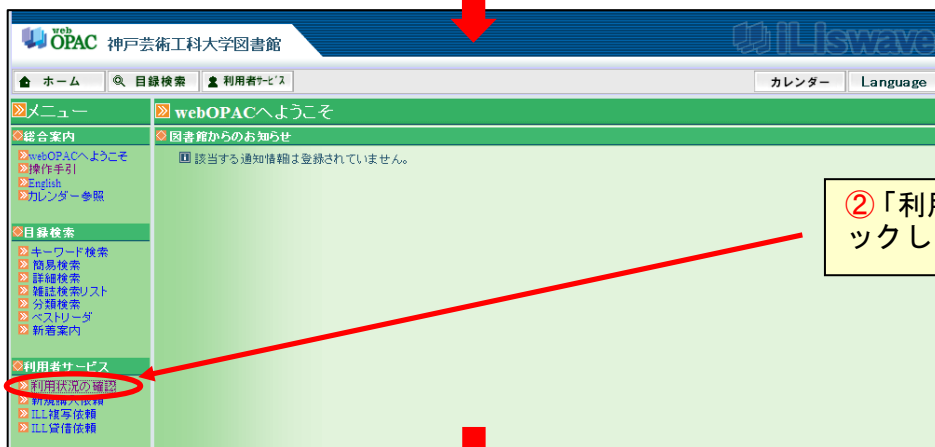 web
OPAC 神戸芸術工科大学図書館
iLiswave
ホーム 目録検索 利用者ｻｰﾋﾞｽ カレンダー Language
メニュー
webOPACへようこそ
総合案内
図書館からのお知らせ
webOPACへようこそ
操作手引
English
カレンダー参照
該当する通知情報は登録されていません。
②「利用
ックし
目録検索
キーワード検索
簡易検索
詳細検索
雑誌検索リスト
分類検索
ベストリーダ
新着案内
利用者サービス
利用状況の確認
新規購入依頼
ILL複写依頼
ILL貸借依頼